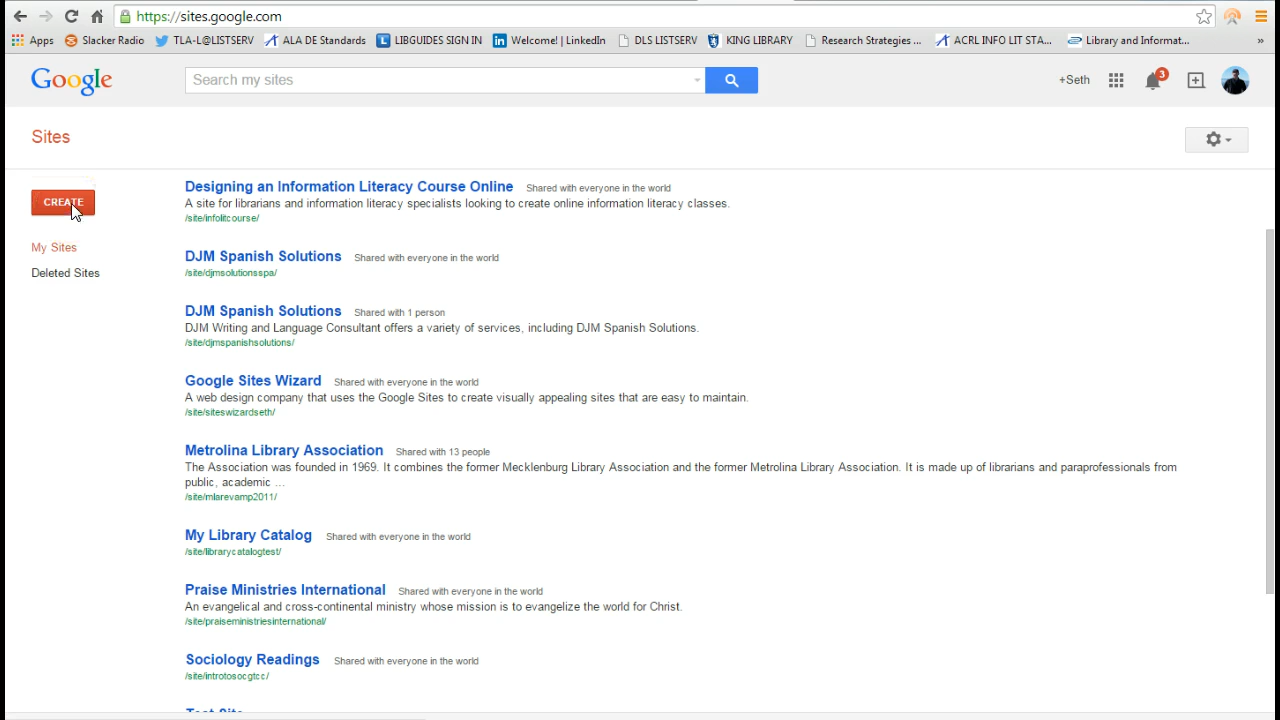 https://sites.google.com
Apps Slacker Radio TLA-L@LISTSERV ALA DE Standards LIBGUIDES SIGN IN Welcome! | LinkedIn DLS LISTSERV KING LIBRARY Research Strategies ... ACRL INFO LIT STA... Library and Informat... »
Google Search my sites +Seth 3
Sites
CREATE
My Sites
Deleted Sites
Designing an Information Literacy Course Online Shared with everyone in the world
A site for librarians and information literacy specialists looking to create online information literacy classes.
/site/infolitcourse/
DJM Spanish Solutions Shared with everyone in the world
/site/djmsolutionsspa/
DJM Spanish Solutions Shared with 1 person
DJM Writing and Language Consultant offers a variety of services, including DJM Spanish Solutions.
/site/djmspanishsolutions/
Google Sites Wizard Shared with everyone in the world
A web design company that uses the Google Sites to create visually appealing sites that are easy to maintain.
/site/siteswizardseth/
Metrolina Library Association Shared with 13 people
The Association was founded in 1969. It combines the former Mecklenburg Library Association and the former Metrolina Library Association. It is made up of librarians and paraprofessionals from
public, academic ...
/site/mlarevamp2011/
My Library Catalog Shared with everyone in the world
/site/librarycatalogtest/
Praise Ministries International Shared with everyone in the world
An evangelical and cross-continental ministry whose mission is to evangelize the world for Christ.
/site/praiseministriesinternational/
Sociology Readings Shared with everyone in the world
/site/introtosocgtcc/
Test Site